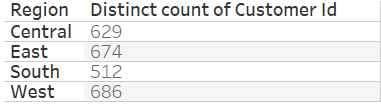 Region Distinct count of Customer Id
Central 629
East 674
South 512
West 686